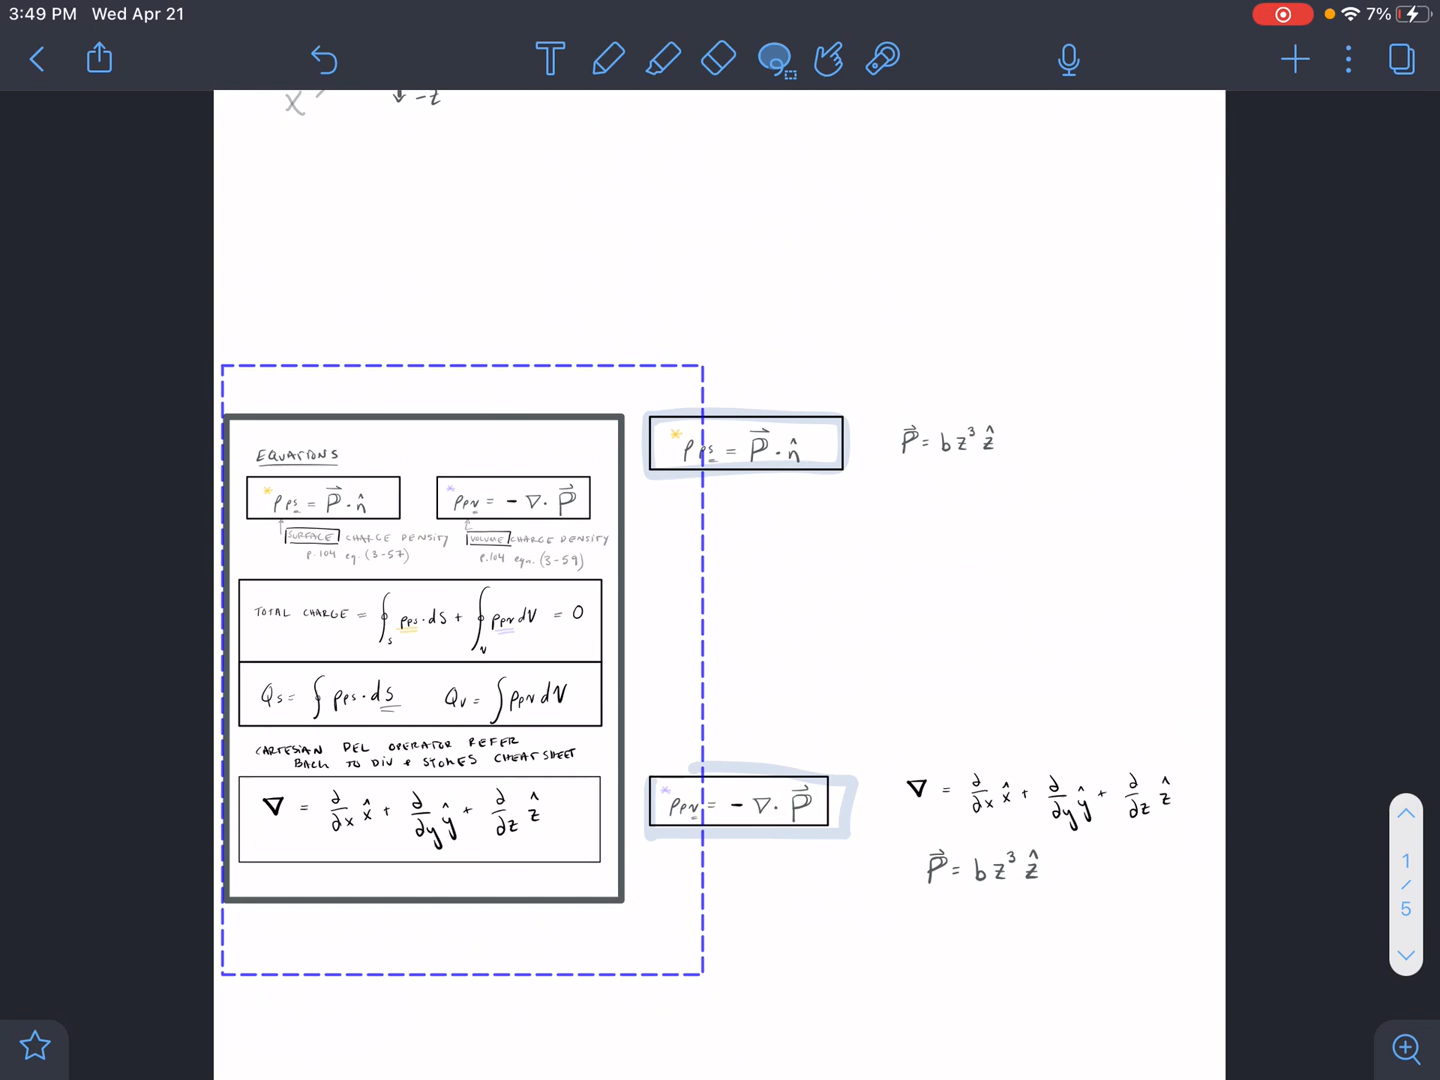 3:49 PM Wed Apr 21
7%
T
x
-z
EQUATIONS
* ρps = P⃗ · n̂
* ρpv = - ∇ · P⃗
SURFACE CHARGE DENSITY
p.104 eq. (3-57)
VOLUME CHARGE DENSITY
p.104 eqn. (3-59)
TOTAL CHARGE = ∮s ρps · ds + ∮v ρpv dV = 0
Qs = ∮ ρps · ds Qv = ∫ ρpv dV
CARTESIAN DEL OPERATOR REFER
BACK TO DIV & STOKES CHEAT SHEET
∇ = ∂/∂x x̂ + ∂/∂y ŷ + ∂/∂z ẑ
* ρps = P⃗ · n̂
P⃗ = bz³ ẑ
* ρpv = - ∇ · P⃗
∇ = ∂/∂x x̂ + ∂/∂y ŷ + ∂/∂z ẑ
P⃗ = bz³ ẑ
1
/
5